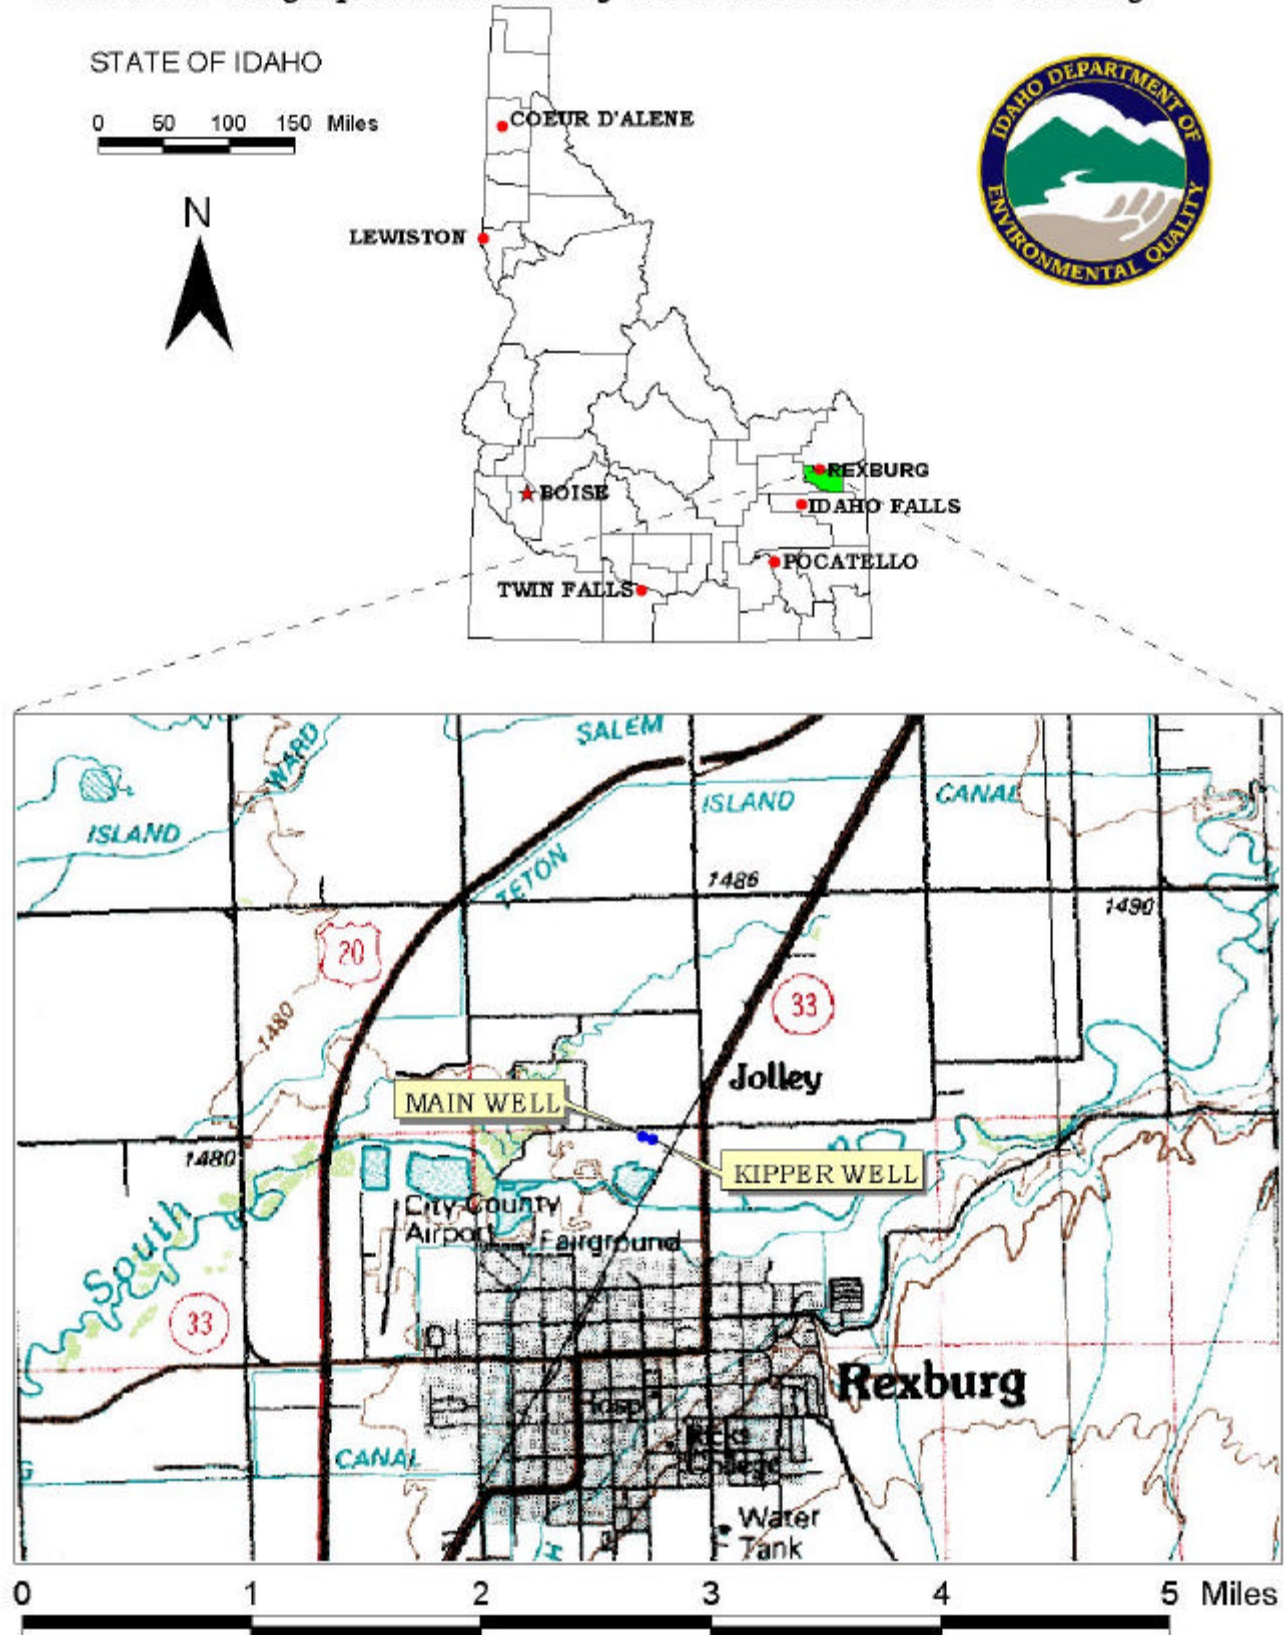 STATE OF IDAHO
0 50 100 150 Miles
N
IDAHO DEPARTMENT OF
ENVIRONMENTAL QUALITY
COEUR D'ALENE
LEWISTON
REXBURG
BOISE
IDAHO FALLS
POCATELLO
TWIN FALLS
SALEM
WARD
ISLAND
CANAL
ISLAND
TETON
1486
1490
20
33
1480
Jolley
MAIN WELL
1480
KIPPER WELL
City-County
Airport
Fairground
South
33
Rexburg
Hosp
Ricks
College
CANAL
Water
Tank
0 1 2 3 4 5 Miles